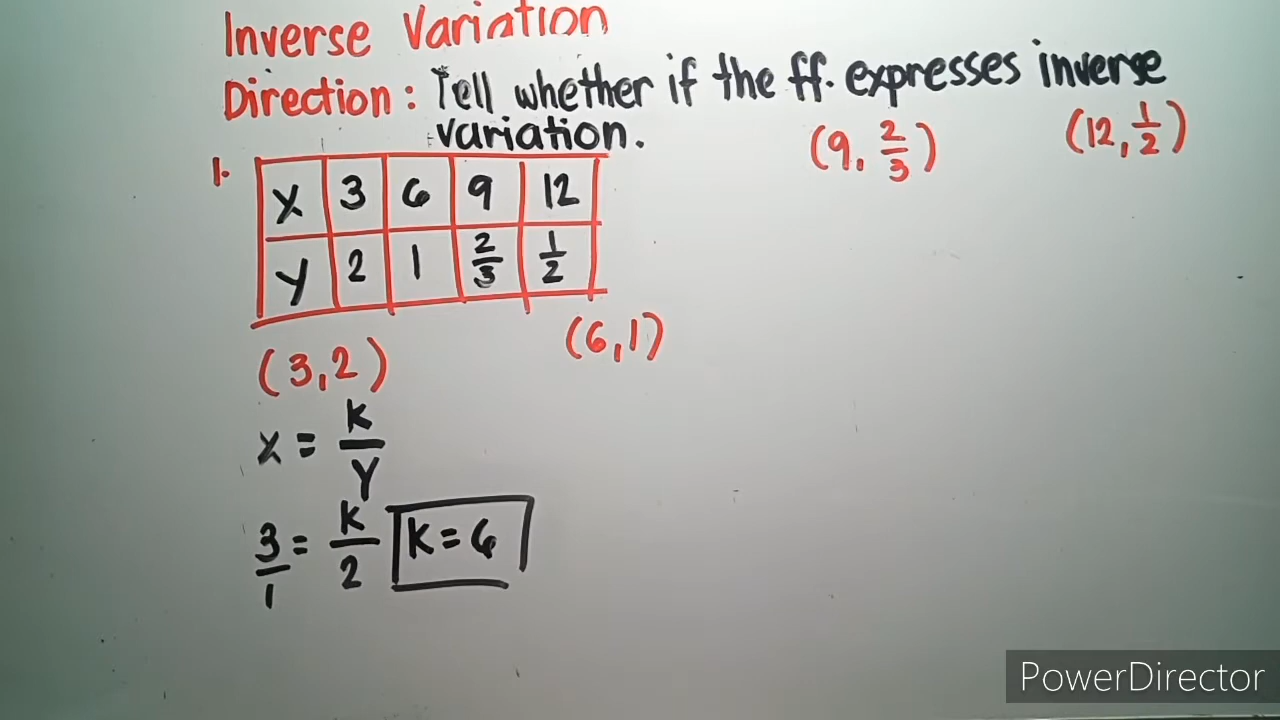 Inverse Variation
Direction: Tell whether if the ff. expresses inverse
variation.
(9, 2/3) (12, 1/2)
1.
X 3 6 9 12
Y 2 1 2/3 1/2
(3,2) (6,1)
x = K/Y
3/1 = K/2 K = 6
PowerDirector